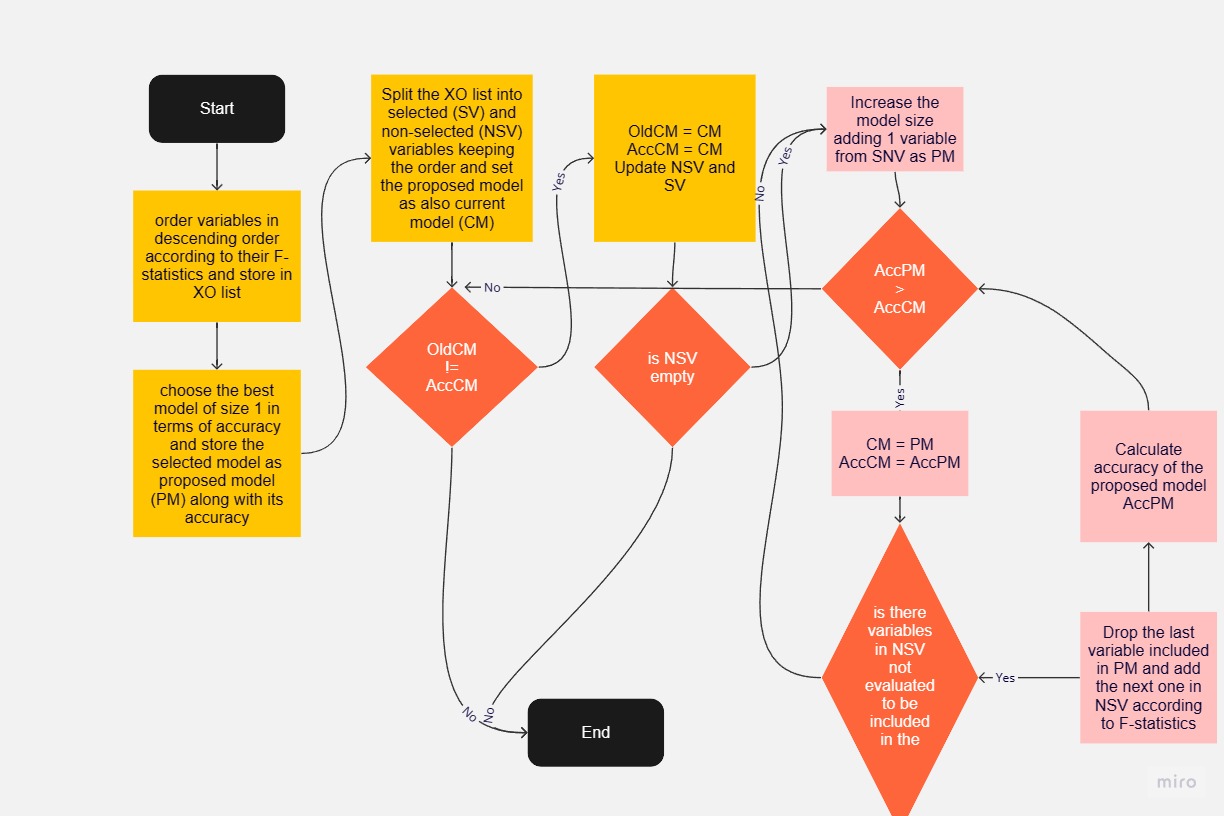 Start
order variables in
descending order
according to their F-
statistics and store in
XO list
choose the best
model of size 1 in
terms of accuracy
and store the
selected model as
proposed model
(PM) along with its
accuracy
Split the XO list into
selected (SV) and
non-selected (NSV)
variables keeping
the order and set
the proposed model
as also current
model (CM)
OldCM
!=
AccCM
Yes
No
OldCM = CM
AccCM = CM
Update NSV and
SV
is NSV
empty
Yes
No
End
Increase the
model size
adding 1 variable
from SNV as PM
AccPM
>
AccCM
No
Yes
CM = PM
AccCM = AccPM
is there
variables
in NSV
not
evaluated
to be
included
in the
No
Yes
Drop the last
variable included
in PM and add
the next one in
NSV according
to F-statistics
Calculate
accuracy of the
proposed model
AccPM
miro